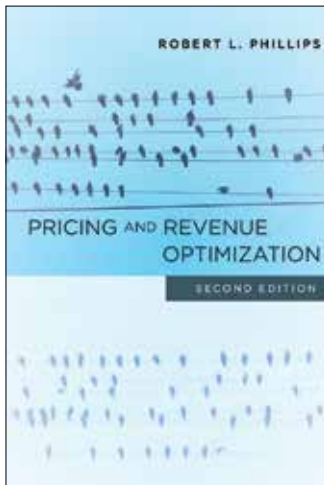 ROBERT L. PHILLIPS
PRICING AND REVENUE
OPTIMIZATION
SECOND EDITION